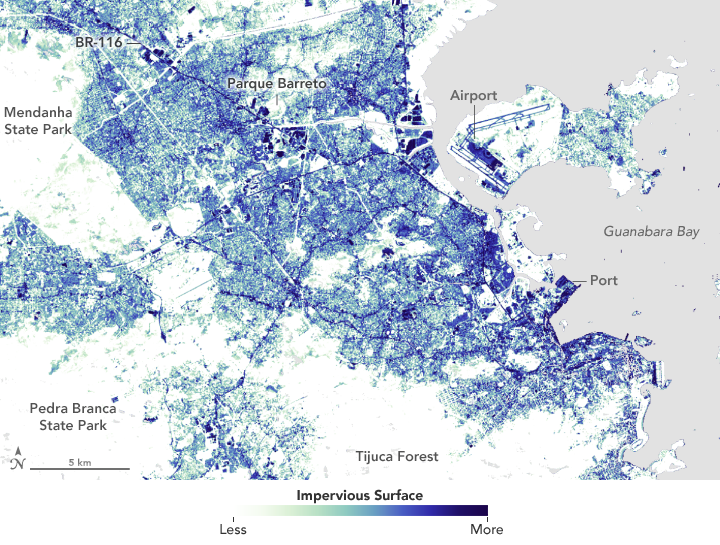 BR-116
Parque Barreto
Airport
Mendanha
State Park
Guanabara Bay
Port
Pedra Branca
State Park
Tijuca Forest
N
5 km
Impervious Surface
Less
More